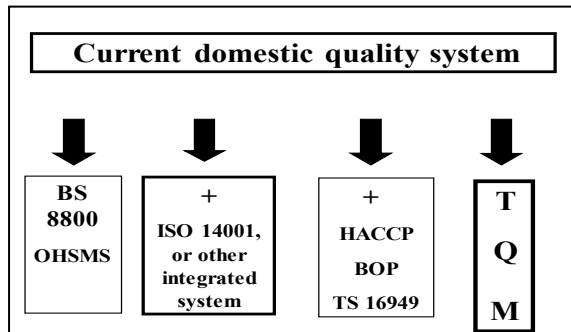 Current domestic quality system
BS
8800
OHSMS
+
ISO 14001,
or other
integrated
system
+
HACCP
BOP
TS 16949
T
Q
M